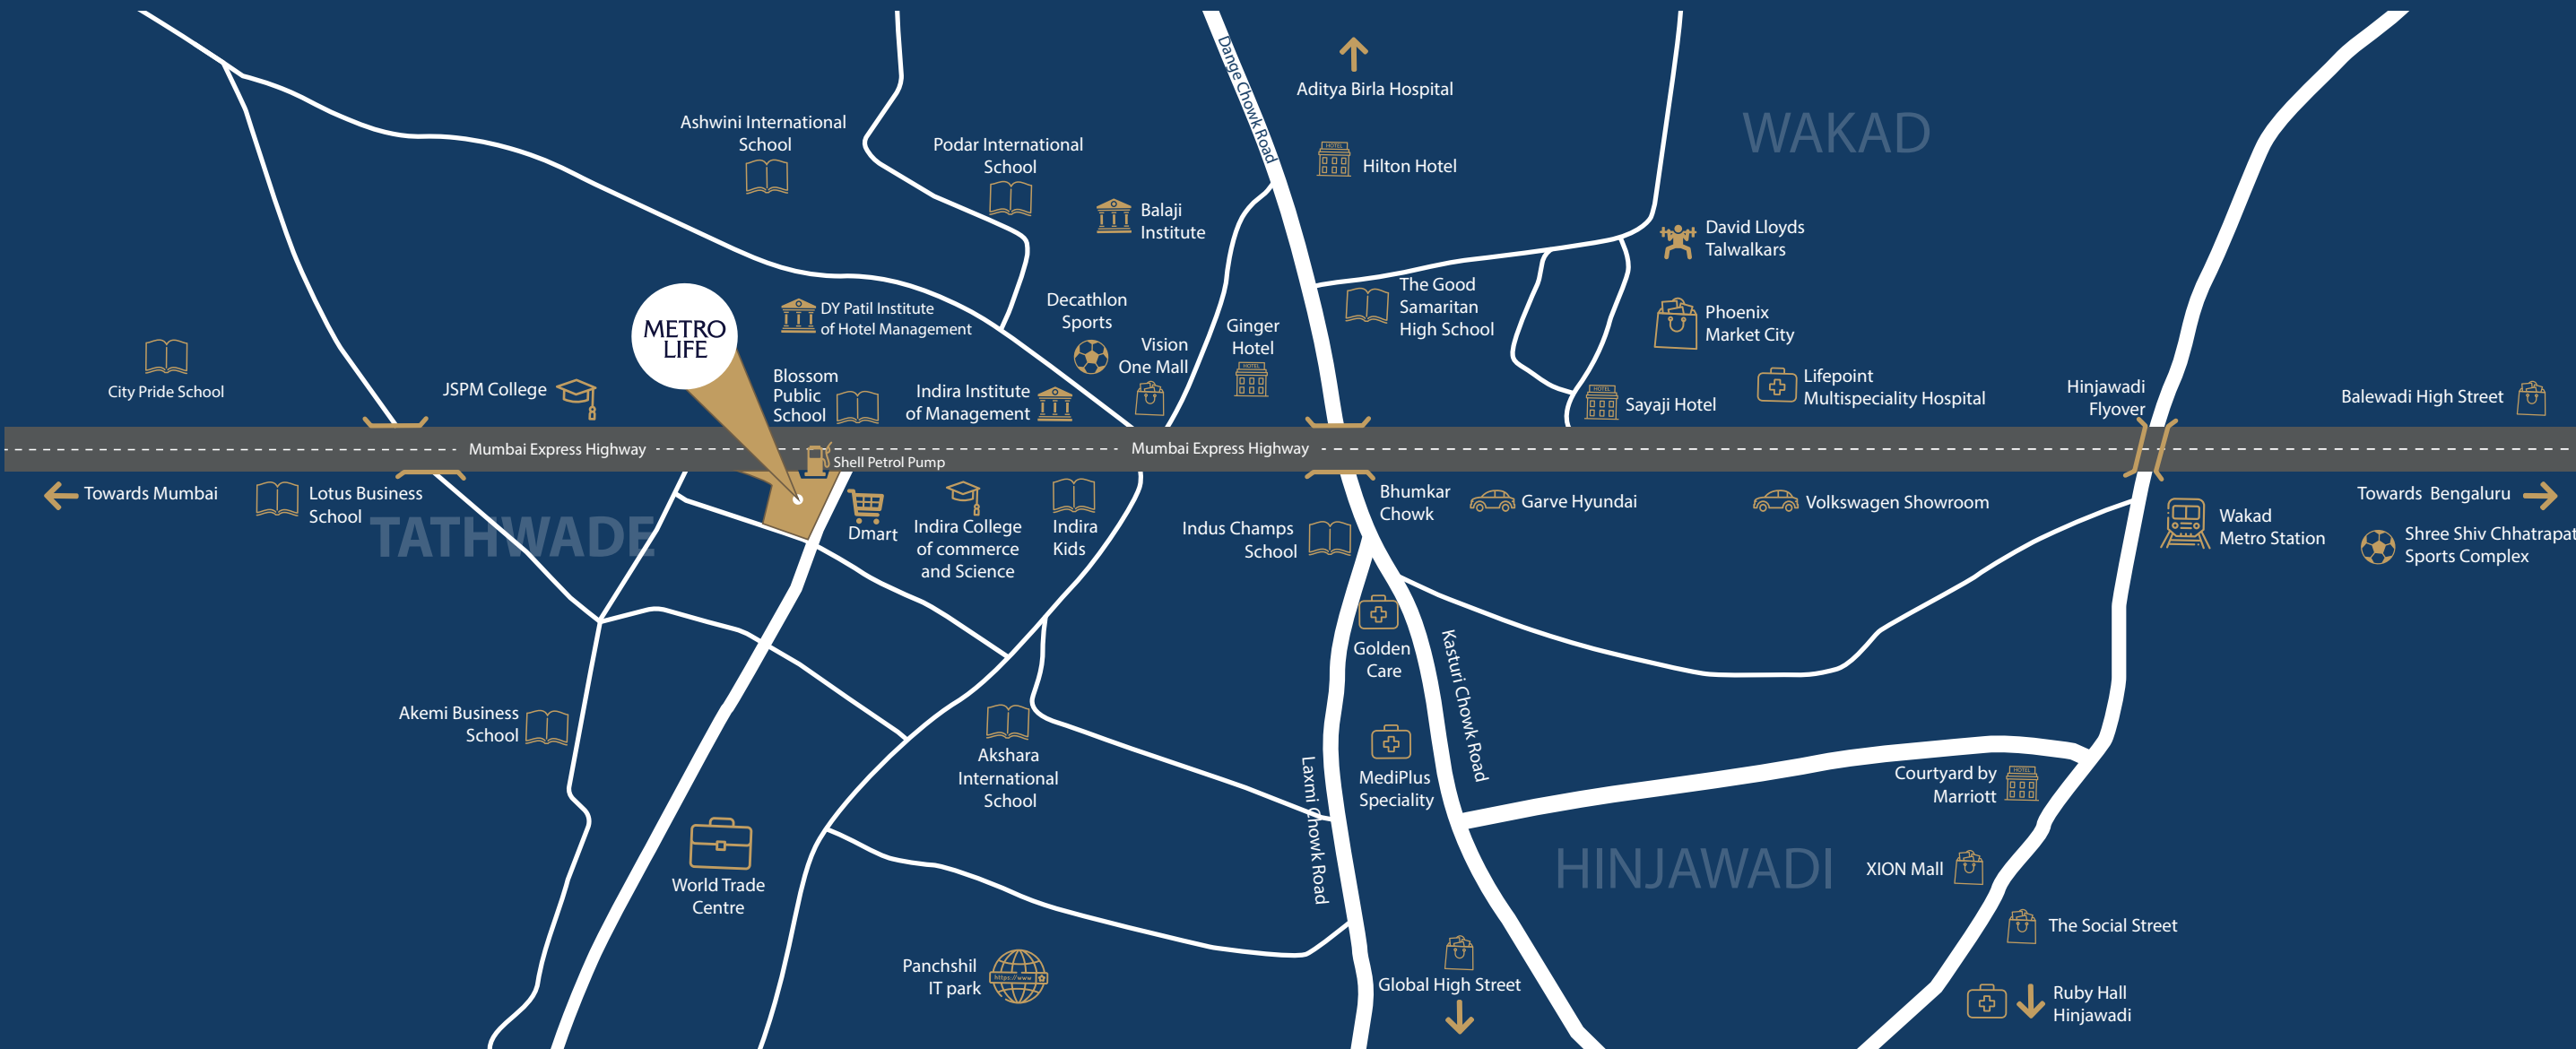 Dange Chowk Road
Aditya Birla Hospital
Hilton Hotel
WAKAD
Ashwini International
School
Podar International
School
Balaji
Institute
David Lloyds
Talwalkars
The Good
Samaritan
High School
Phoenix
Market City
METRO
LIFE
DY Patil Institute
of Hotel Management
Decathlon
Sports
Vision
One Mall
Ginger
Hotel
City Pride School
JSPM College
Blossom
Public
School
Indira Institute
of Management
Sayaji Hotel
Lifepoint
Multispeciality Hospital
Hinjawadi
Flyover
Balewadi High Street
Mumbai Express Highway
Shell Petrol Pump
Mumbai Express Highway
Towards Mumbai
Lotus Business
School
TATHWADE
Dmart
Indira College
of commerce
and Science
Indira
Kids
Indus Champs
School
Bhumkar
Chowk
Garve Hyundai
Volkswagen Showroom
Wakad
Metro Station
Towards Bengaluru
Shree Shiv Chhatrapat
Sports Complex
Golden
Care
Kasturi Chowk Road
Akemi Business
School
Akshara
International
School
MediPlus
Speciality
Laxmi Chowk Road
Courtyard by
Marriott
World Trade
Centre
HINJAWADI
XION Mall
The Social Street
Panchshil
IT park
https://www
Global High Street
Ruby Hall
Hinjawadi
HOTEL
HOTEL
HOTEL
HOTEL